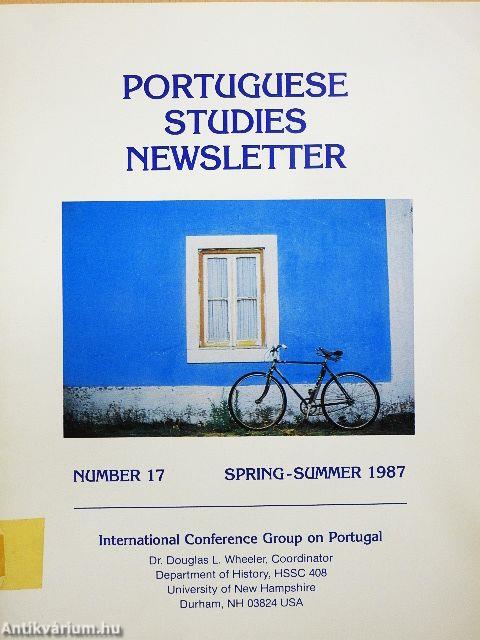 PORTUGUESE
STUDIES
NEWSLETTER
NUMBER 17 SPRING-SUMMER 1987
International Conference Group on Portugal
Dr. Douglas L. Wheeler, Coordinator
Department of History, HSSC 408
University of New Hampshire
Durham, NH 03824 USA
Antikvárium.hu